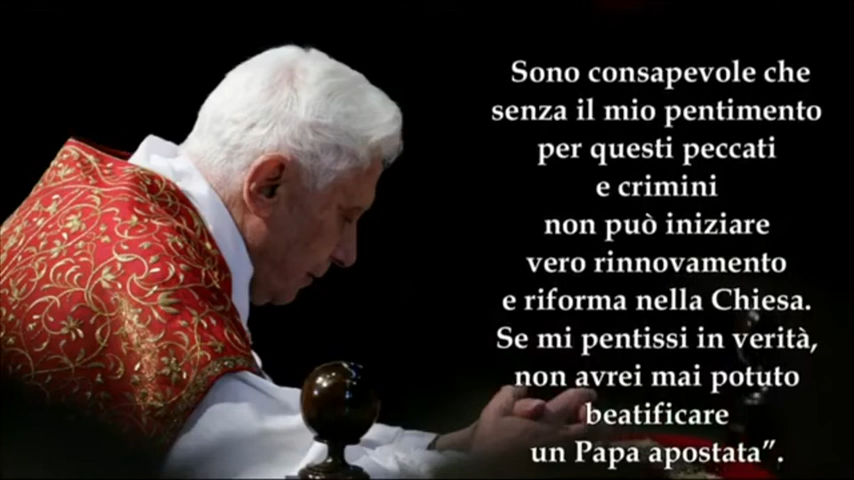 Sono consapevole che
senza il mio pentimento
per questi peccati
e crimini
non può iniziare
vero rinnovamento
e riforma nella Chiesa.
Se mi pentissi in verità,
non avrei mai potuto
beatificare
un Papa apostata”.